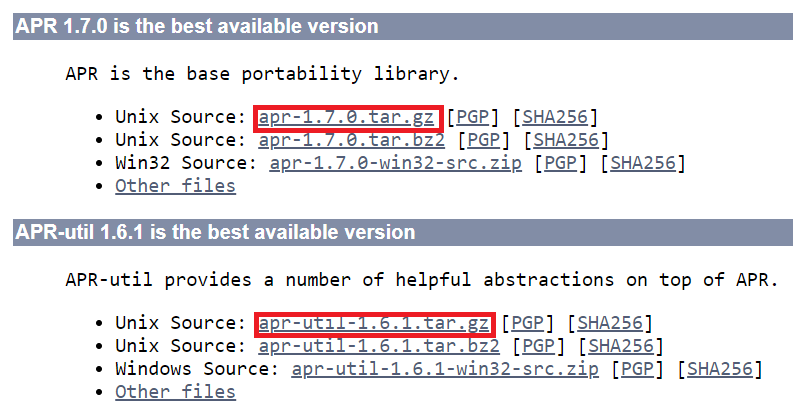 APR 1.7.0 is the best available version
APR is the base portability library.
• Unix Source: apr-1.7.0.tar.gz [PGP] [SHA256]
• Unix Source: apr-1.7.0.tar.bz2 [PGP] [SHA256]
• Win32 Source: apr-1.7.0-win32-src.zip [PGP] [SHA256]
• Other files
APR-util 1.6.1 is the best available version
APR-util provides a number of helpful abstractions on top of APR.
• Unix Source: apr-util-1.6.1.tar.gz [PGP] [SHA256]
• Unix Source: apr-util-1.6.1.tar.bz2 [PGP] [SHA256]
• Windows Source: apr-util-1.6.1-win32-src.zip [PGP] [SHA256]
• Other files